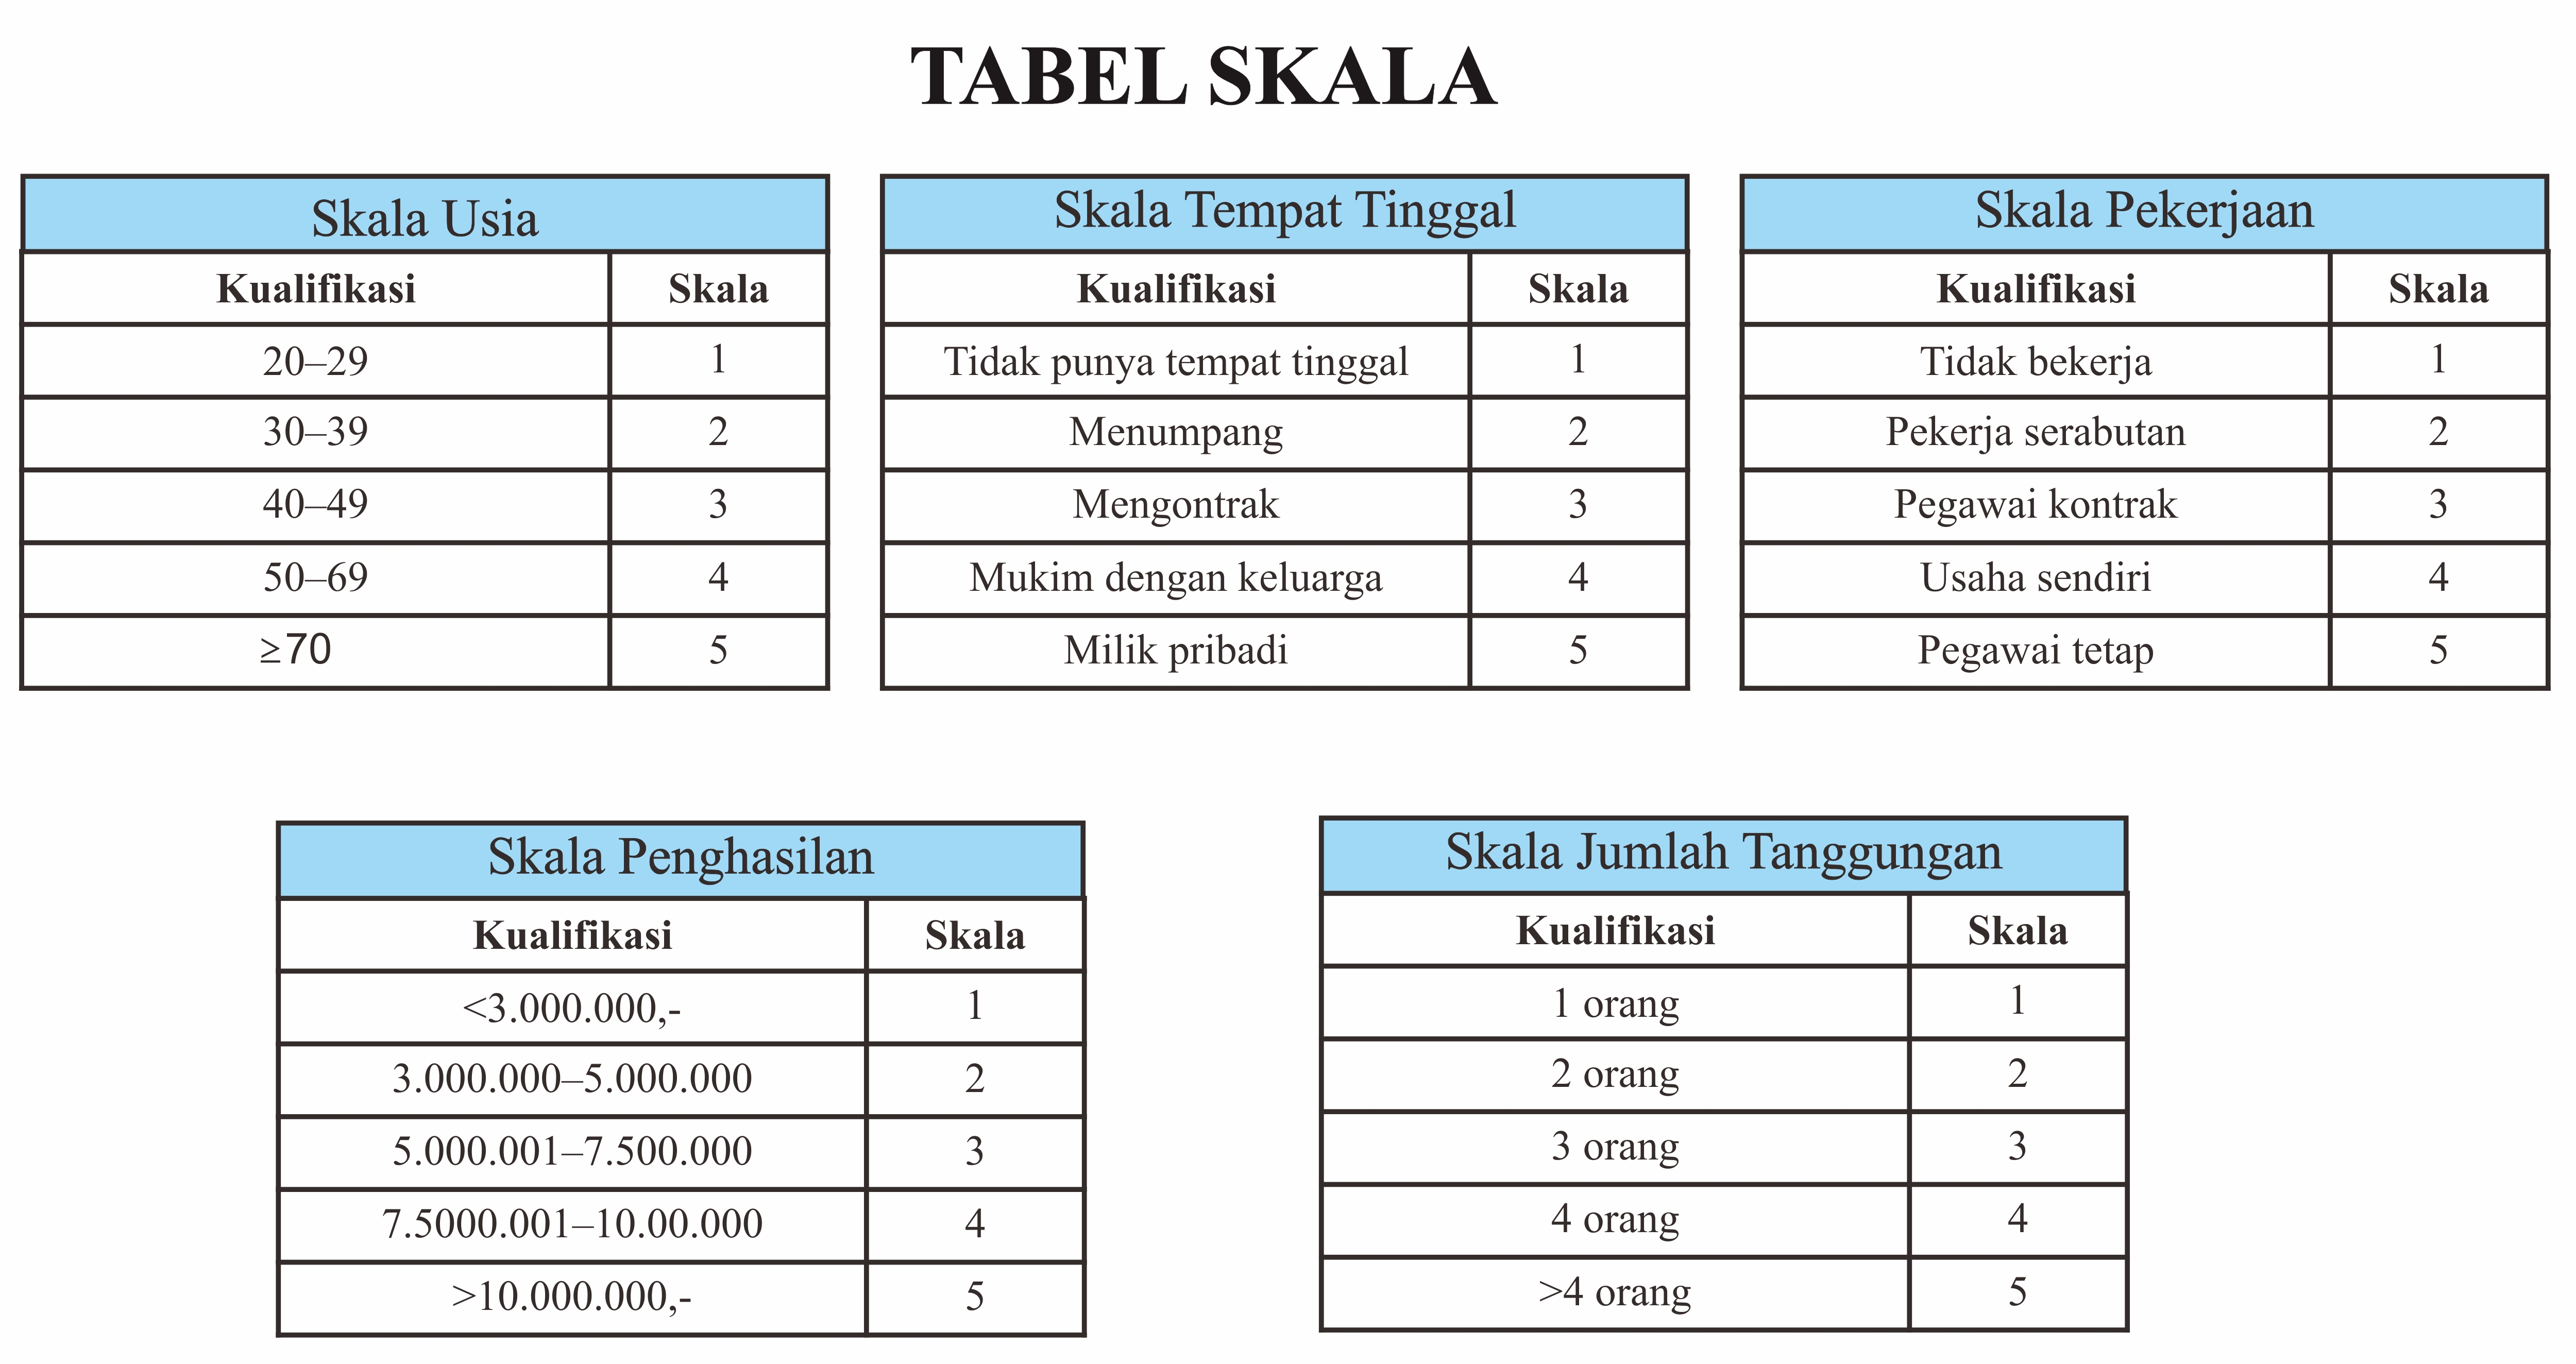 TABEL SKALA
Skala Usia
Kualifikasi Skala
20–29 1
30–39 2
40–49 3
50–69 4
≥70 5
Skala Tempat Tinggal
Kualifikasi Skala
Tidak punya tempat tinggal 1
Menumpang 2
Mengontrak 3
Mukim dengan keluarga 4
Milik pribadi 5
Skala Pekerjaan
Kualifikasi Skala
Tidak bekerja 1
Pekerja serabutan 2
Pegawai kontrak 3
Usaha sendiri 4
Pegawai tetap 5
Skala Penghasilan
Kualifikasi Skala
<3.000.000,- 1
3.000.000–5.000.000 2
5.000.001–7.500.000 3
7.5000.001–10.00.000 4
>10.000.000,- 5
Skala Jumlah Tanggungan
Kualifikasi Skala
1 orang 1
2 orang 2
3 orang 3
4 orang 4
>4 orang 5